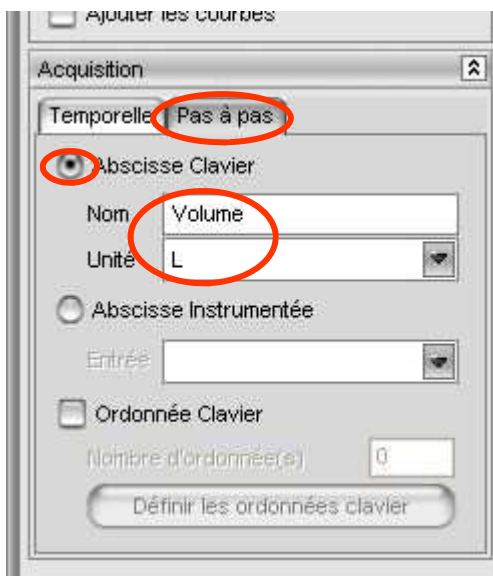 Ajouter les courbes
Acquisition
Temporelle Pas à pas
Abscisse Clavier
Nom Volume
Unité L
Abscisse Instrumentée
Entrée
Ordonnée Clavier
Nombre d'ordonnée(s) 0
Définir les ordonnées clavier